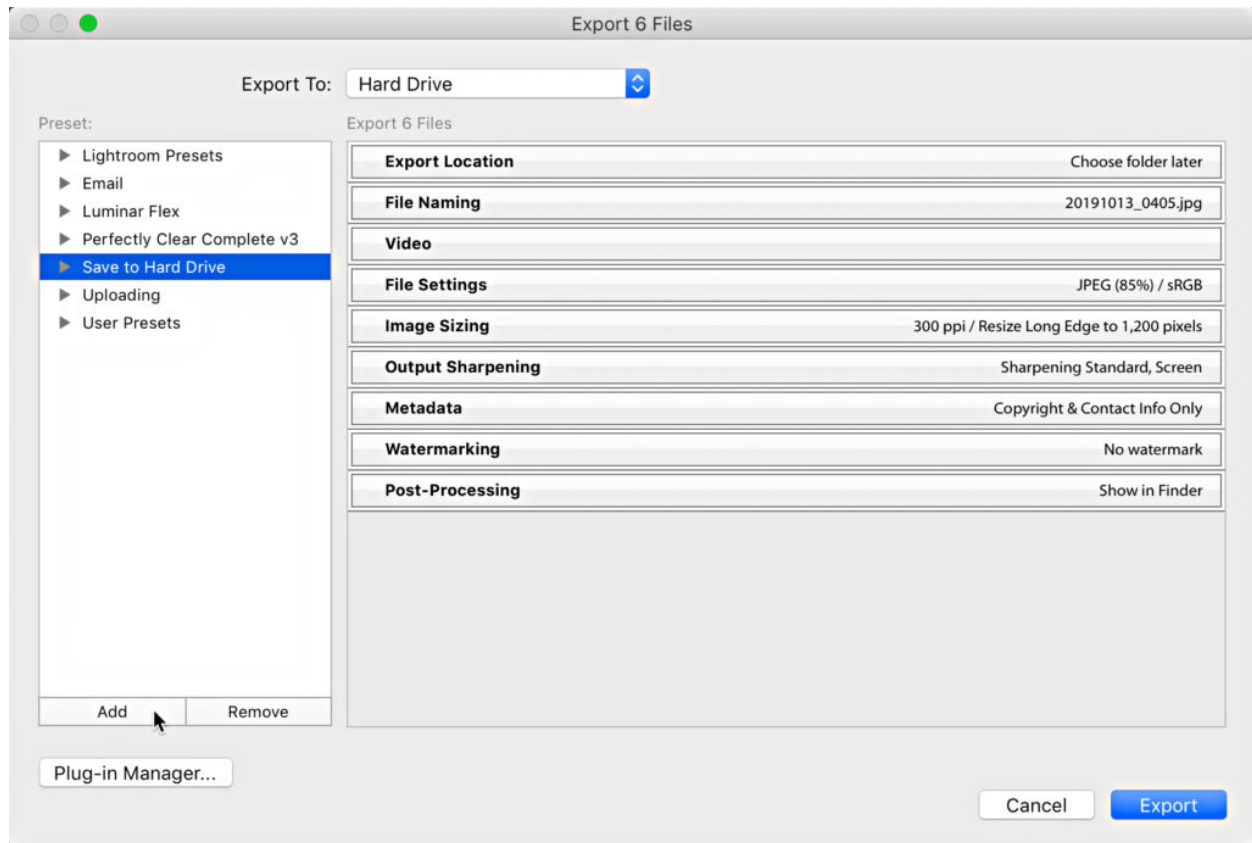 Export 6 Files
Export To: Hard Drive
Preset:
Lightroom Presets
Email
Luminar Flex
Perfectly Clear Complete v3
Save to Hard Drive
Uploading
User Presets
Add Remove
Export 6 Files
Export Location Choose folder later
File Naming 20191013_0405.jpg
Video
File Settings JPEG (85%) / sRGB
Image Sizing 300 ppi / Resize Long Edge to 1,200 pixels
Output Sharpening Sharpening Standard, Screen
Metadata Copyright & Contact Info Only
Watermarking No watermark
Post-Processing Show in Finder
Plug-in Manager...
Cancel Export